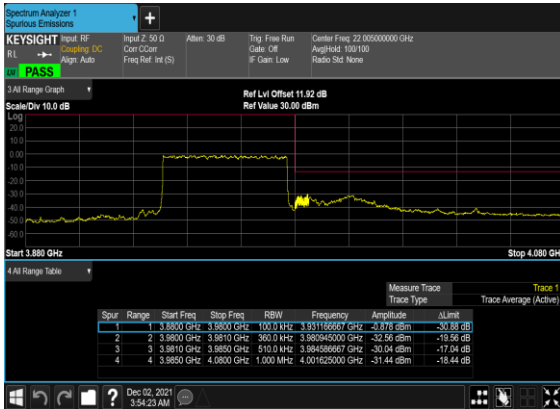 Spectrum Analyzer 1
Spurious Emissions
KEYSIGHT Input: RF Input Z: 50 Ω Atten: 30 dB Trig: Free Run Center Freq: 22.005000000 GHz
RL Coupling: DC Corr CCorr Gate: Off Avg|Hold: 100/100
Align: Auto Freq Ref: Int (S) IF Gain: Low Radio Std: None
LXI PASS
3 All Range Graph
Ref Lvl Offset 11.92 dB
Scale/Div 10.0 dB Ref Value 30.00 dBm
Log
20.0
10.0
0.00
-10.0
-20.0
-30.0
-40.0
-50.0
-60.0
Start 3.880 GHz Stop 4.080 GH
4 All Range Table
Measure Trace Trace 1
Trace Type Trace Average (Active)
Spur Range Start Freq Stop Freq RBW Frequency Amplitude ΔLimit
1 1 3.8800 GHz 3.9800 GHz 100.0 kHz 3.931166667 GHz -0.878 dBm -30.88 dB
2 2 3.9800 GHz 3.9810 GHz 360.0 kHz 3.980945000 GHz -32.56 dBm -19.56 dB
3 3 3.9810 GHz 3.9850 GHz 510.0 kHz 3.984586667 GHz -30.04 dBm -17.04 dB
4 4 3.9850 GHz 4.0800 GHz 1.000 MHz 4.001625000 GHz -31.44 dBm -18.44 dB
? Dec 02, 2021
3:54:23 AM